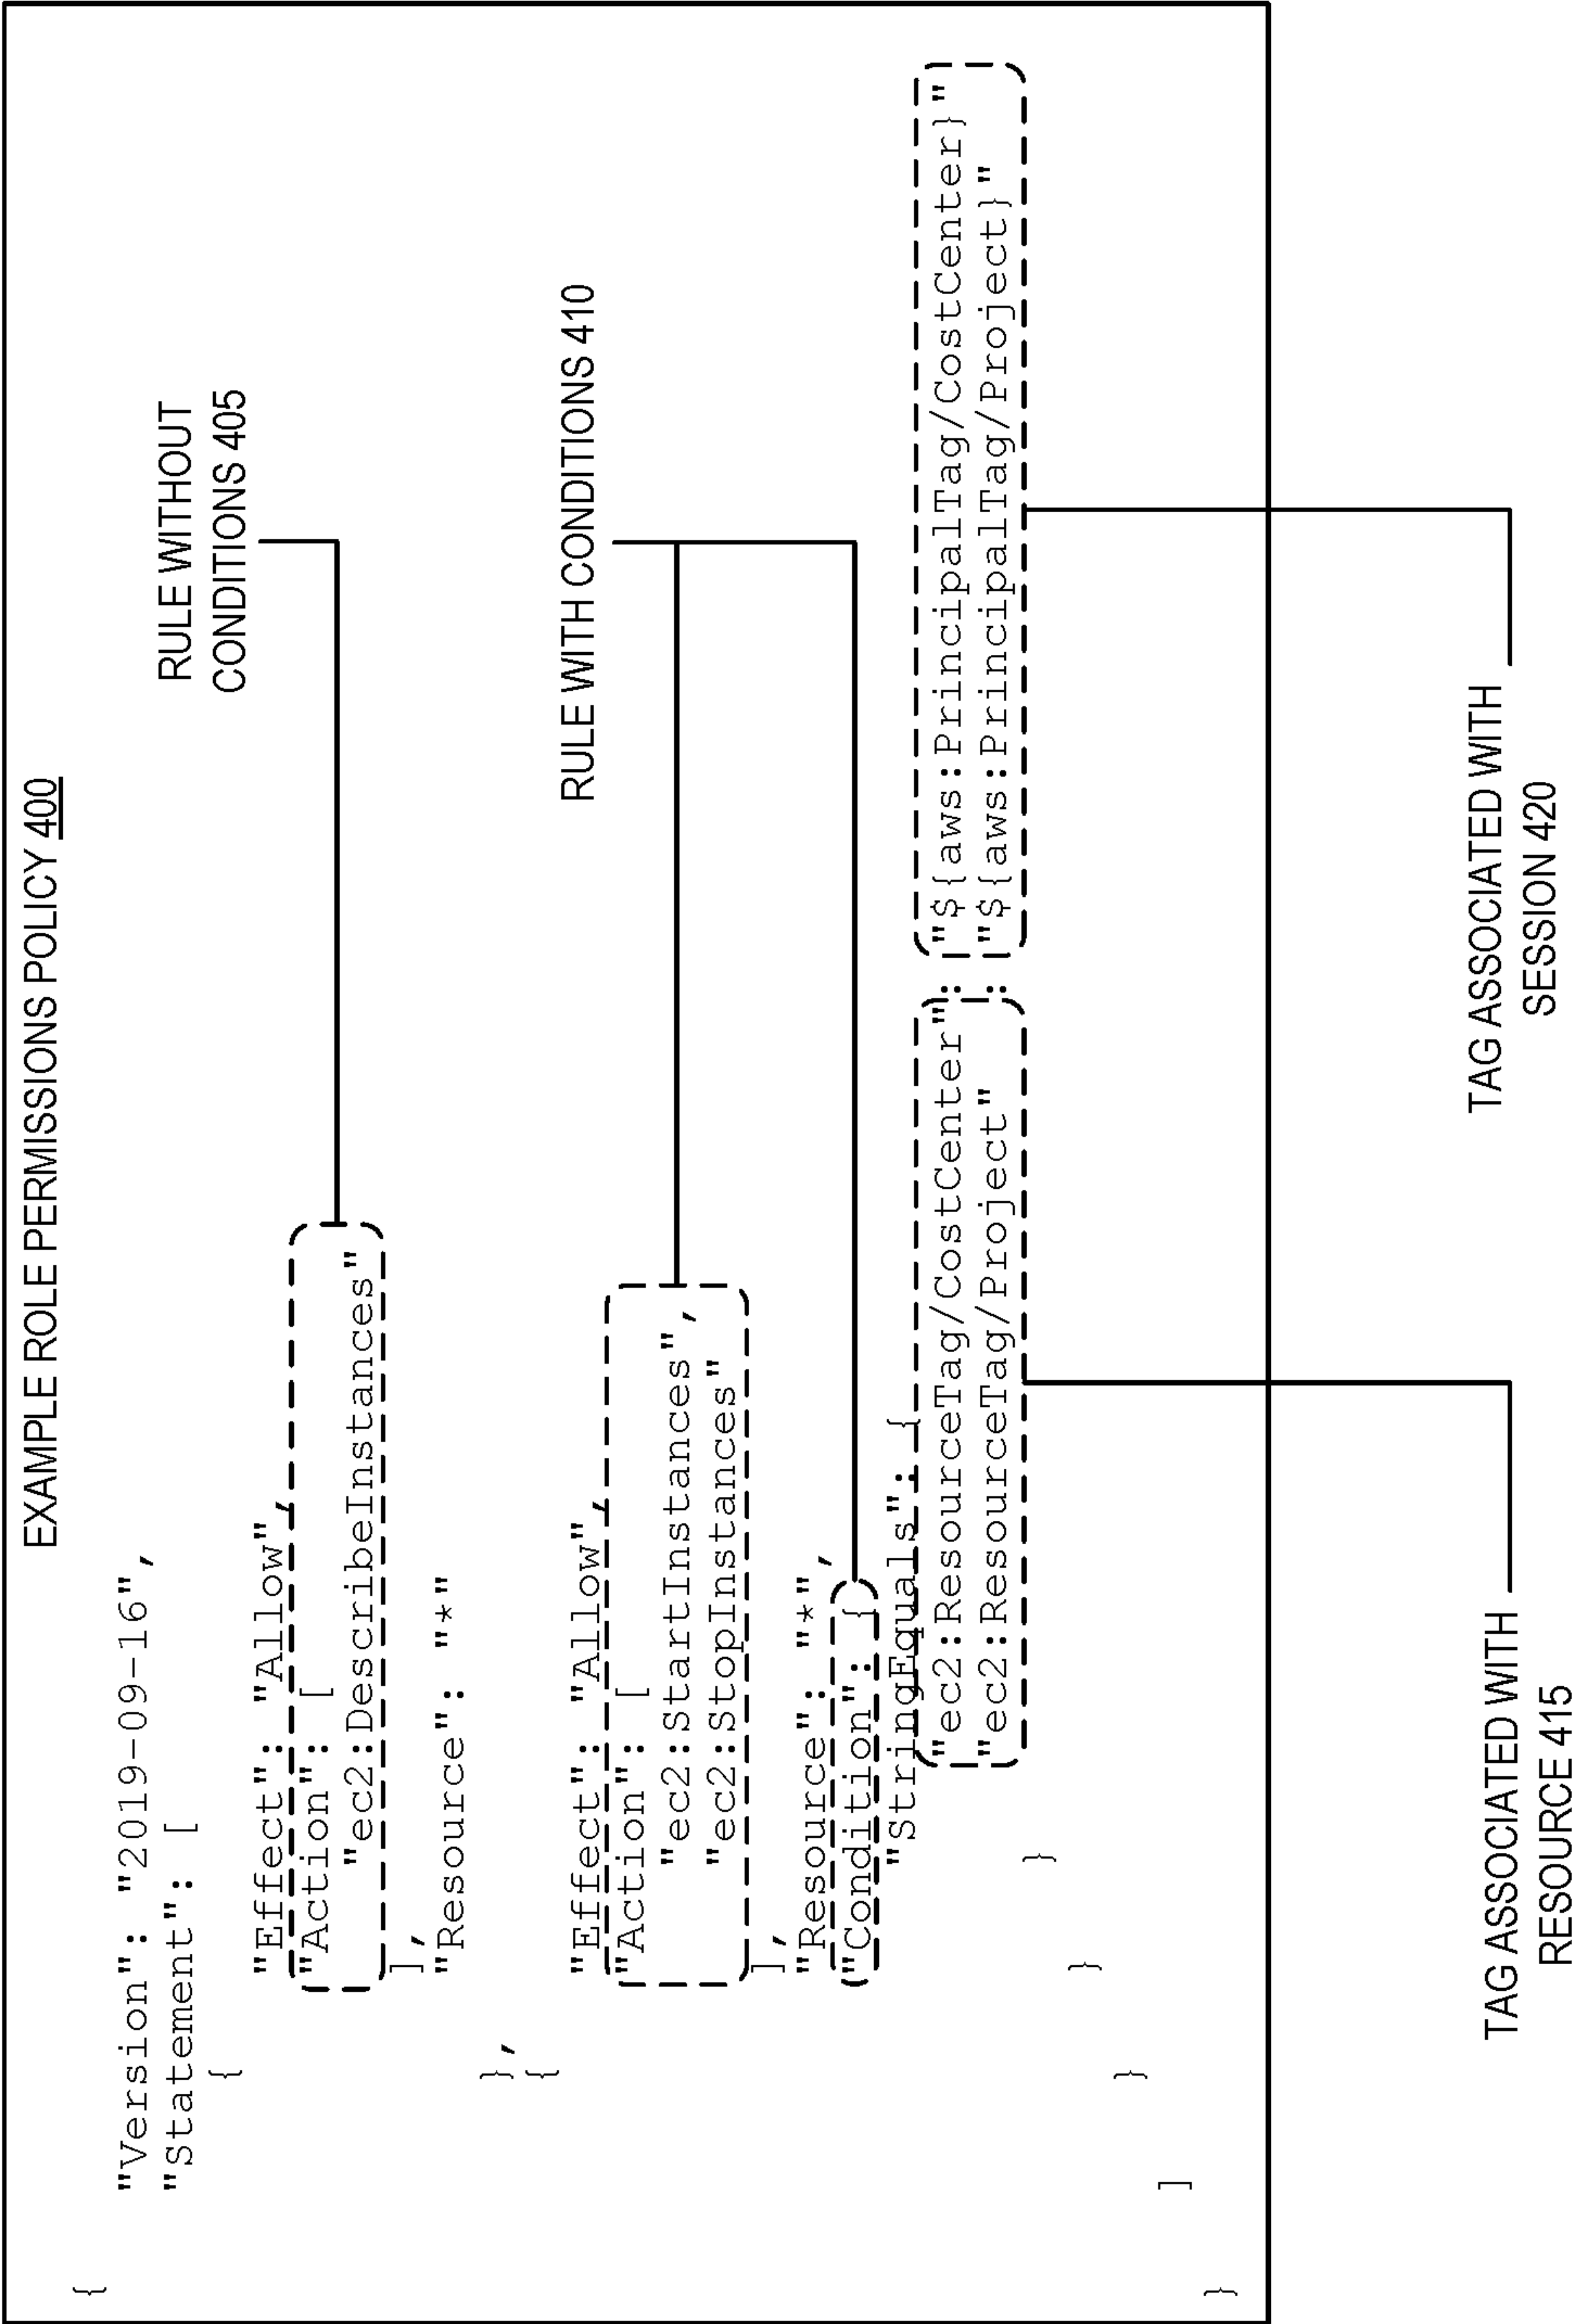 EXAMPLE ROLE PERMISSIONS POLICY 400
{
"Version": "2019-09-16",
"Statement": [
{
"Effect": "Allow",
"Action": [
"ec2:DescribeInstances"
],
"Resource": "*"
},
{
"Effect": "Allow",
"Action": [
"ec2:StartInstances",
"ec2:StopInstances"
],
"Resource": "*",
"Condition": {
"StringEquals": {
"ec2:ResourceTag/CostCenter": "${aws:PrincipalTag/CostCenter}"
"ec2:ResourceTag/Project" : "${aws:PrincipalTag/Project}"
}
}
}
]
}
RULE WITHOUT
CONDITIONS 405
RULE WITH CONDITIONS 410
TAG ASSOCIATED WITH
RESOURCE 415
TAG ASSOCIATED WITH
SESSION 420